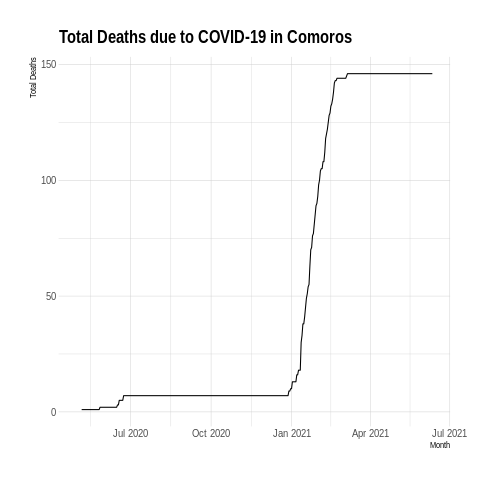 Total Deaths due to COVID-19 in Comoros
Total Deaths
150
100
50
0
Jul 2020 Oct 2020 Jan 2021 Apr 2021 Jul 2021
Month